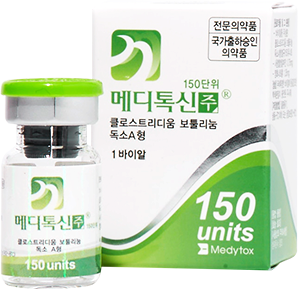 전문의약품
국가출하승인
의약품
150단위
메디톡신주®
클로스트리디움 보툴리눔
독소A형
1 바이알
150
units
Medytox
메디톡신주
클로스트리디움 보툴리눔
독소 A형
150 units